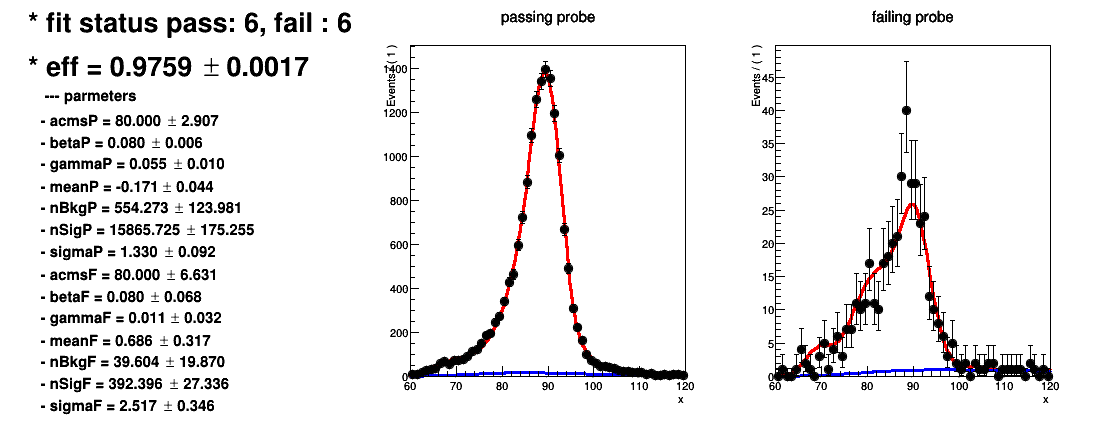 * fit status pass: 6, fail : 6
* eff = 0.9759 ± 0.0017
--- parmeters
- acmsP = 80.000 ± 2.907
- betaP = 0.080 ± 0.006
- gammaP = 0.055 ± 0.010
- meanP = -0.171 ± 0.044
- nBkgP = 554.273 ± 123.981
- nSigP = 15865.725 ± 175.255
- sigmaP = 1.330 ± 0.092
- acmsF = 80.000 ± 6.631
- betaF = 0.080 ± 0.068
- gammaF = 0.011 ± 0.032
- meanF = 0.686 ± 0.317
- nBkgF = 39.604 ± 19.870
- nSigF = 392.396 ± 27.336
- sigmaF = 2.517 ± 0.346
passing probe
Events / ( 1 )
1400
1200
1000
800
600
400
200
0
60 70 80 90 100 110 120
x
failing probe
Events / ( 1 )
45
40
35
30
25
20
15
10
5
0
60 70 80 90 100 110 120
x